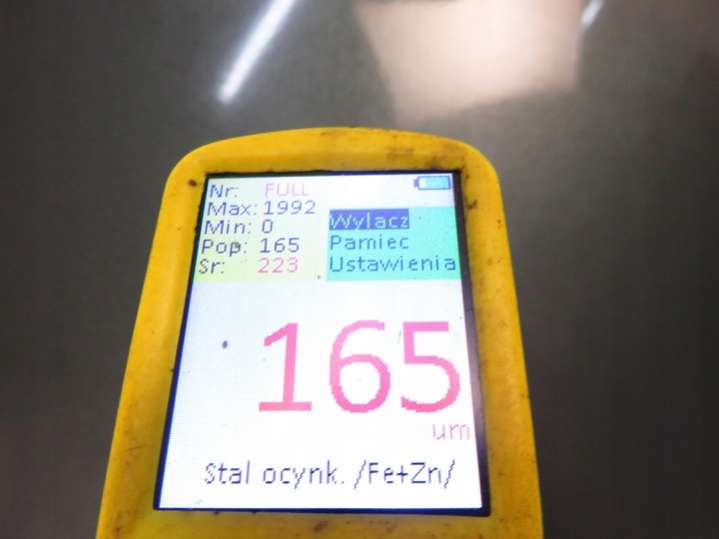 Nr: FULL
Max: 1992
Min: 0
Pop: 165
Sr: 223
Wylacz
Pamiec
Ustawienia
165
um
Stal ocynk. /Fe+Zn/